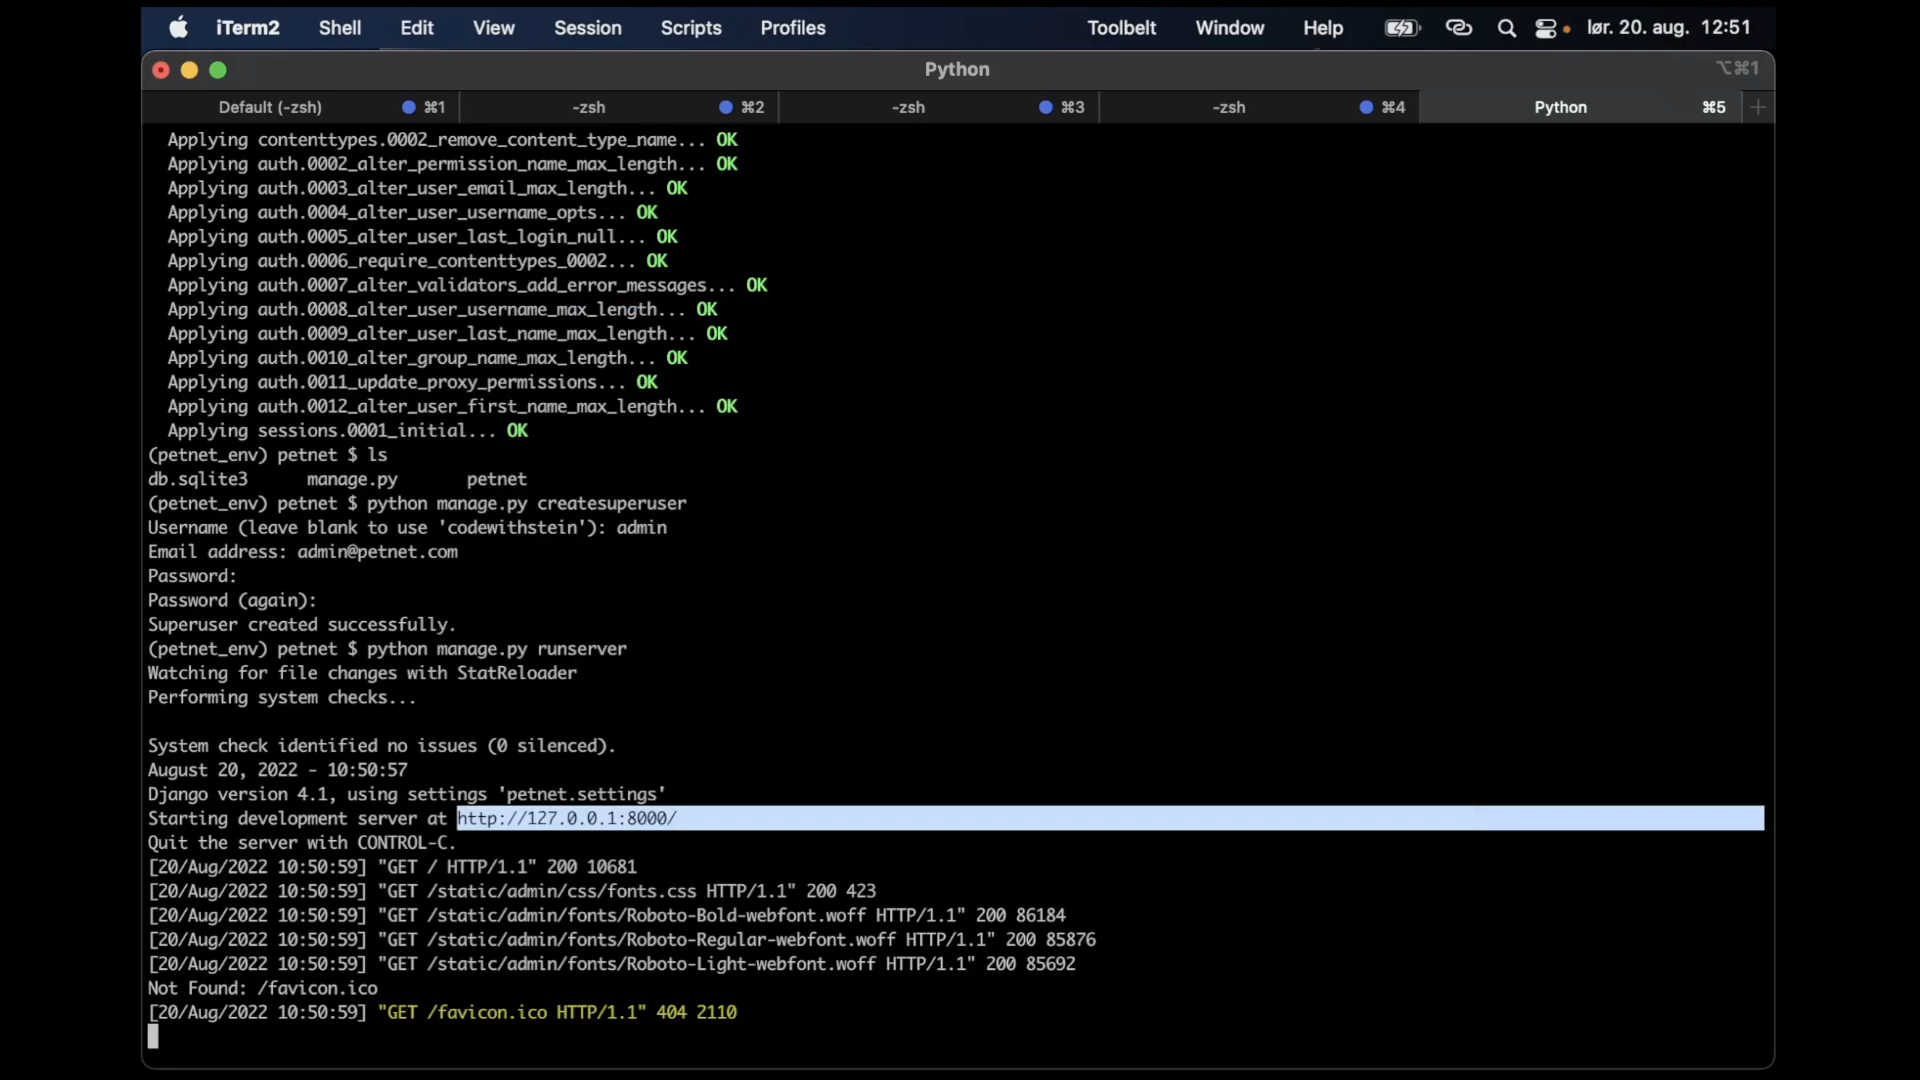 iTerm2 Shell Edit View Session Scripts Profiles Toolbelt Window Help lør. 20. aug. 12:51
Python ⌥⌘1
Default (-zsh) ⌘1 -zsh ⌘2 -zsh ⌘3 -zsh ⌘4 Python ⌘5 +
Applying contenttypes.0002_remove_content_type_name... OK
Applying auth.0002_alter_permission_name_max_length... OK
Applying auth.0003_alter_user_email_max_length... OK
Applying auth.0004_alter_user_username_opts... OK
Applying auth.0005_alter_user_last_login_null... OK
Applying auth.0006_require_contenttypes_0002... OK
Applying auth.0007_alter_validators_add_error_messages... OK
Applying auth.0008_alter_user_username_max_length... OK
Applying auth.0009_alter_user_last_name_max_length... OK
Applying auth.0010_alter_group_name_max_length... OK
Applying auth.0011_update_proxy_permissions... OK
Applying auth.0012_alter_user_first_name_max_length... OK
Applying sessions.0001_initial... OK
(petnet_env) petnet $ ls
db.sqlite3 manage.py petnet
(petnet_env) petnet $ python manage.py createsuperuser
Username (leave blank to use 'codewithstein'): admin
Email address: admin@petnet.com
Password:
Password (again):
Superuser created successfully.
(petnet_env) petnet $ python manage.py runserver
Watching for file changes with StatReloader
Performing system checks...
System check identified no issues (0 silenced).
August 20, 2022 - 10:50:57
Django version 4.1, using settings 'petnet.settings'
Starting development server at http://127.0.0.1:8000/
Quit the server with CONTROL-C.
[20/Aug/2022 10:50:59] "GET / HTTP/1.1" 200 10681
[20/Aug/2022 10:50:59] "GET /static/admin/css/fonts.css HTTP/1.1" 200 423
[20/Aug/2022 10:50:59] "GET /static/admin/fonts/Roboto-Bold-webfont.woff HTTP/1.1" 200 86184
[20/Aug/2022 10:50:59] "GET /static/admin/fonts/Roboto-Regular-webfont.woff HTTP/1.1" 200 85876
[20/Aug/2022 10:50:59] "GET /static/admin/fonts/Roboto-Light-webfont.woff HTTP/1.1" 200 85692
Not Found: /favicon.ico
[20/Aug/2022 10:50:59] "GET /favicon.ico HTTP/1.1" 404 2110